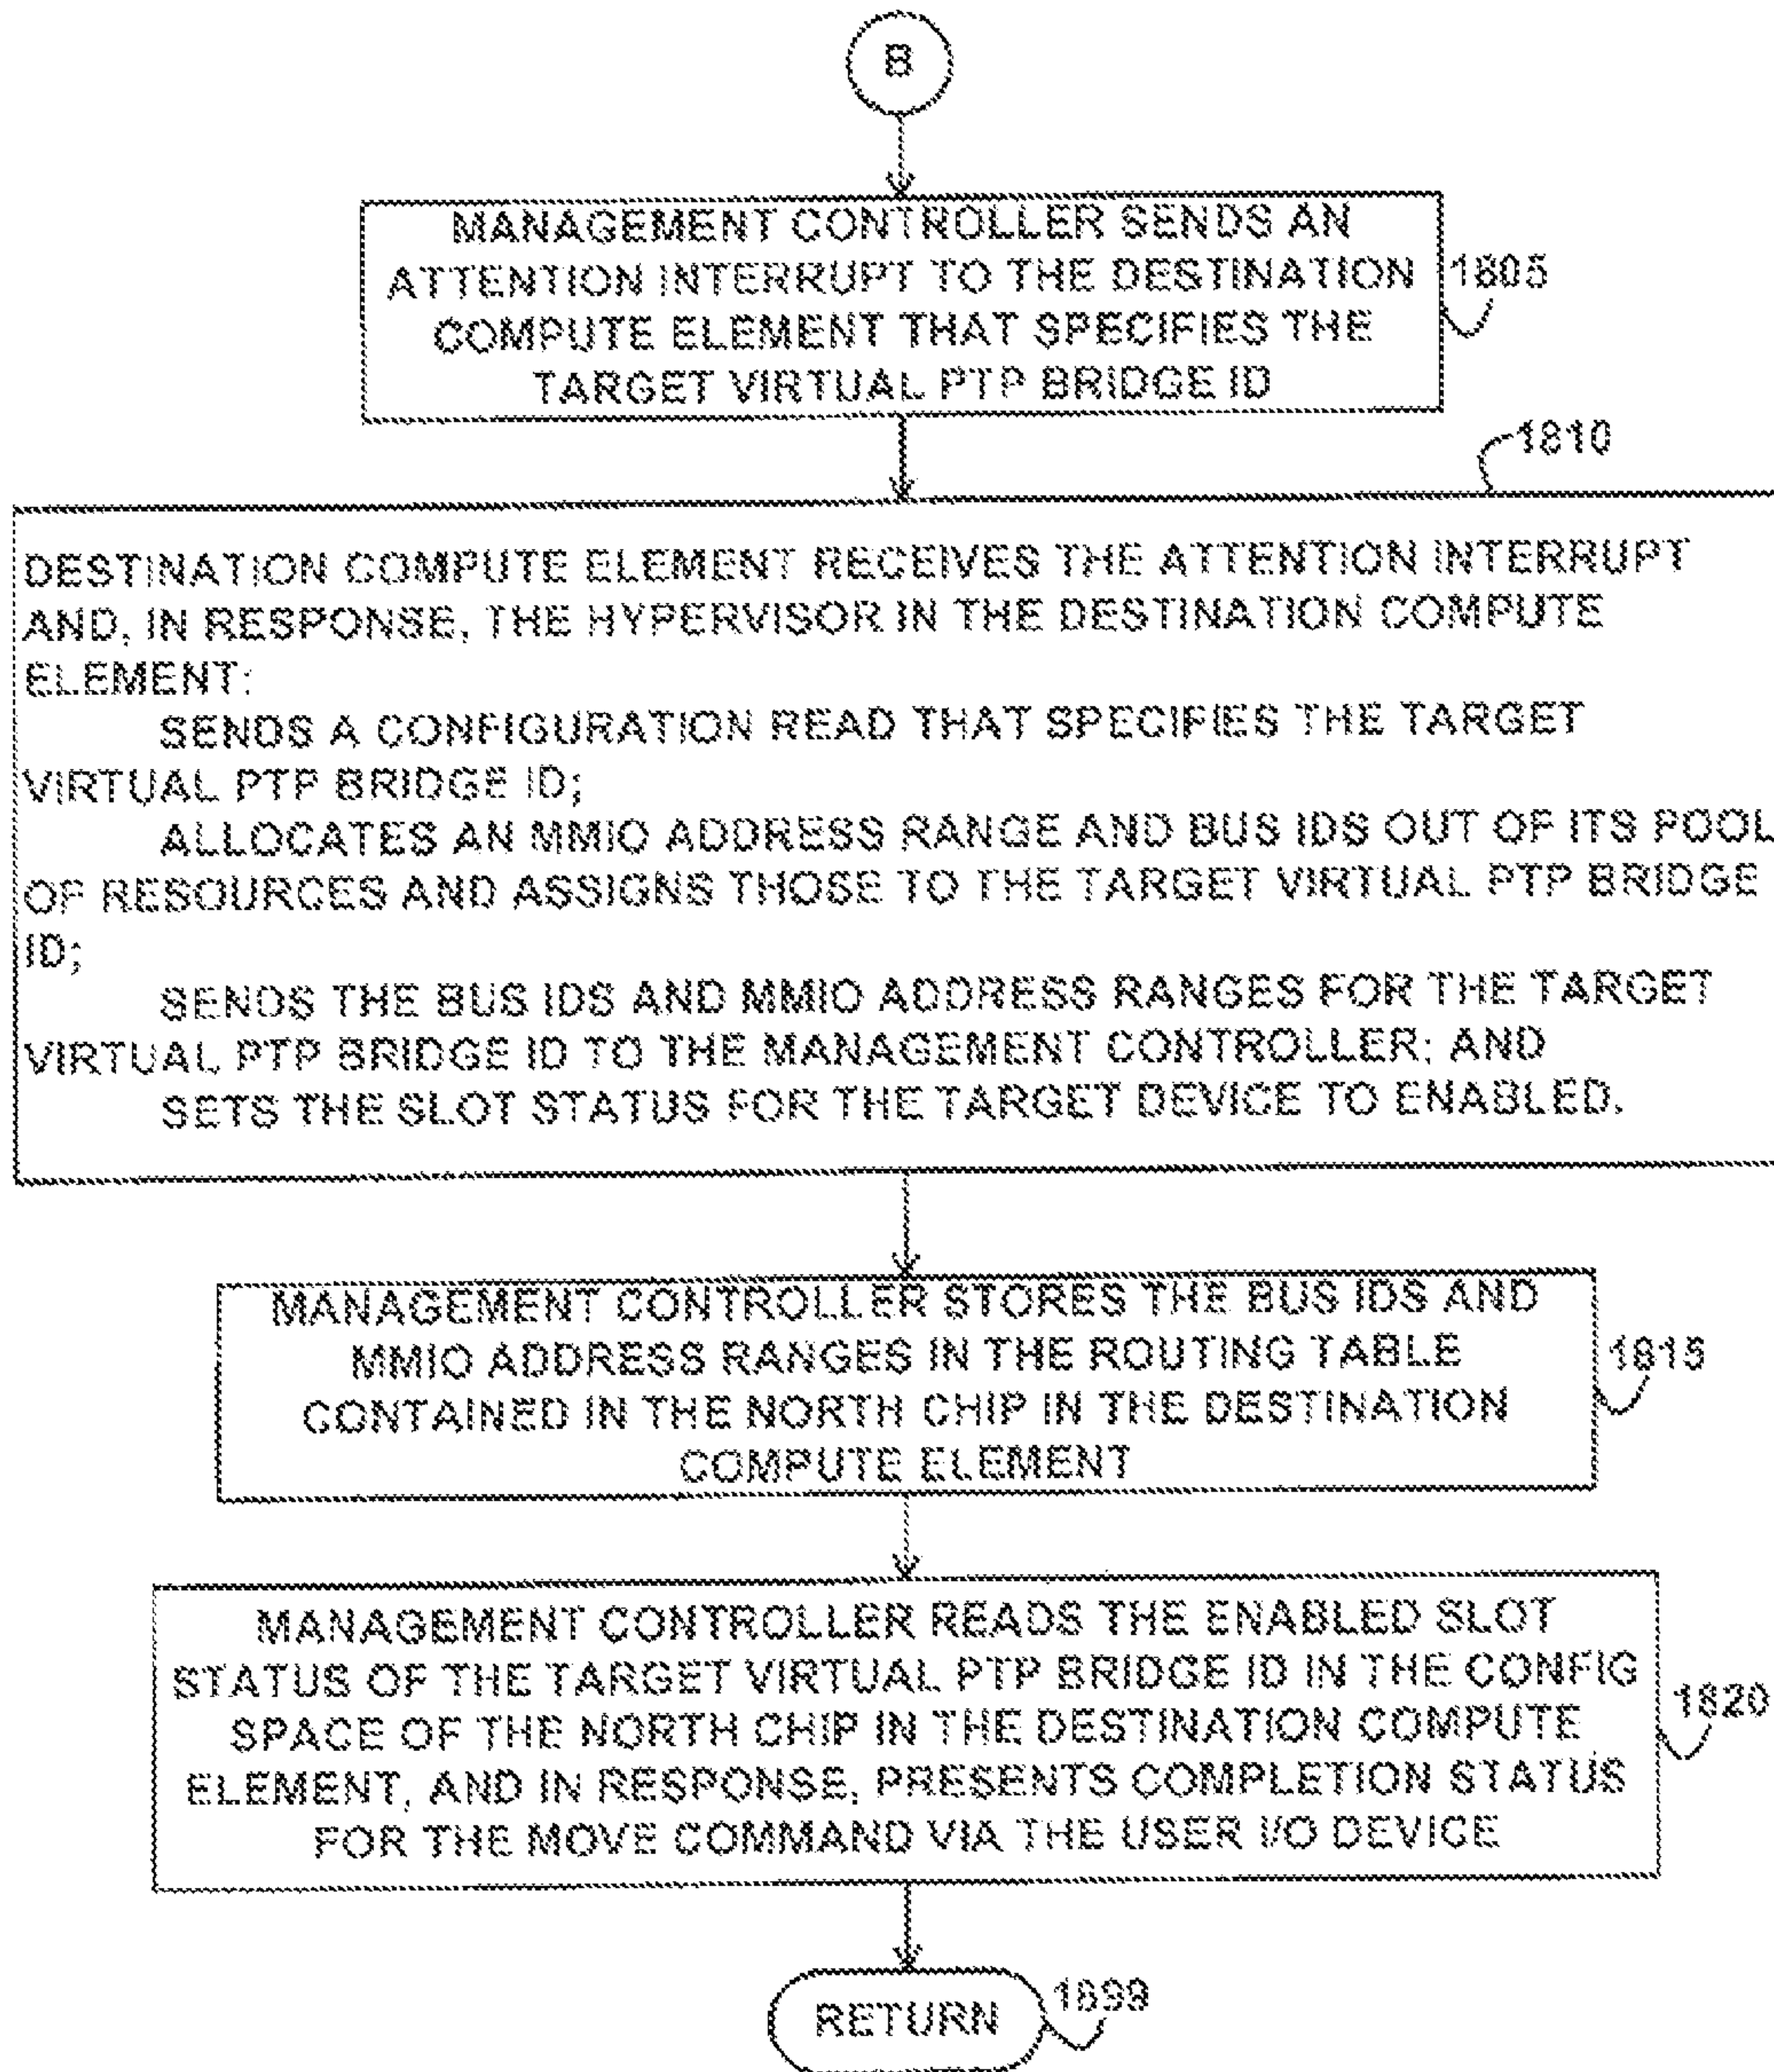 B
MANAGEMENT CONTROLLER SENDS AN
ATTENTION INTERRUPT TO THE DESTINATION
COMPUTE ELEMENT THAT SPECIFIES THE
TARGET VIRTUAL PTP BRIDGE ID
1805
1810
DESTINATION COMPUTE ELEMENT RECEIVES THE ATTENTION INTERRUPT
AND, IN RESPONSE, THE HYPERVISOR IN THE DESTINATION COMPUTE
ELEMENT:
SENDS A CONFIGURATION READ THAT SPECIFIES THE TARGET
VIRTUAL PTP BRIDGE ID;
ALLOCATES AN MMIO ADDRESS RANGE AND BUS IDS OUT OF ITS POOL
OF RESOURCES AND ASSIGNS THOSE TO THE TARGET VIRTUAL PTP BRIDGE
ID;
SENDS THE BUS IDS AND MMIO ADDRESS RANGES FOR THE TARGET
VIRTUAL PTP BRIDGE ID TO THE MANAGEMENT CONTROLLER; AND
SETS THE SLOT STATUS FOR THE TARGET DEVICE TO ENABLED.
MANAGEMENT CONTROLLER STORES THE BUS IDS AND
MMIO ADDRESS RANGES IN THE ROUTING TABLE
CONTAINED IN THE NORTH CHIP IN THE DESTINATION
COMPUTE ELEMENT
1815
MANAGEMENT CONTROLLER READS THE ENABLED SLOT
STATUS OF THE TARGET VIRTUAL PTP BRIDGE ID IN THE CONFIG
SPACE OF THE NORTH CHIP IN THE DESTINATION COMPUTE
ELEMENT, AND IN RESPONSE, PRESENTS COMPLETION STATUS
FOR THE MOVE COMMAND VIA THE USER I/O DEVICE
1820
RETURN
1899